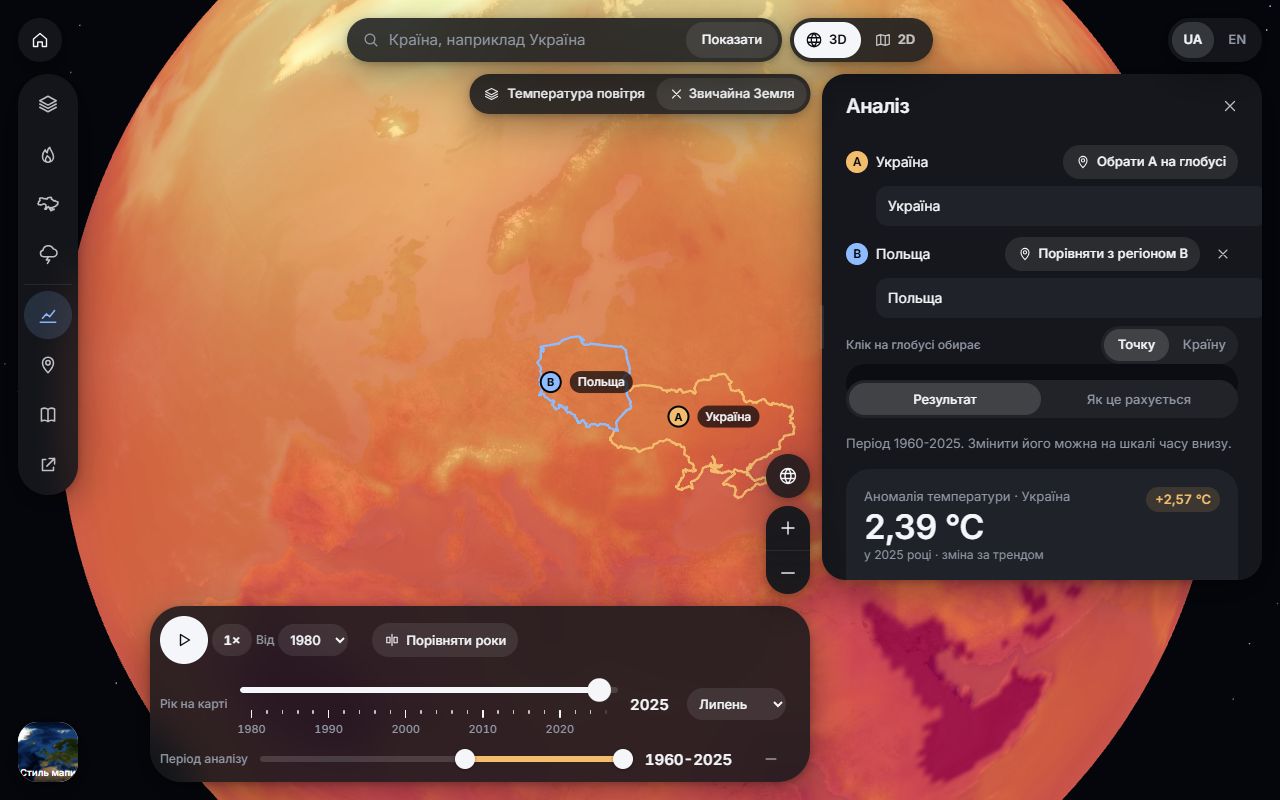 Країна, наприклад Україна
Показати
3D
2D
UA
EN
Температура повітря
Звичайна Земля
Аналіз
A
Україна
Обрати A на глобусі
Україна
B
Польща
Порівняти з регіоном B
Польща
Клік на глобусі обирає
Точку
Країну
Результат
Як це рахується
Період 1960-2025. Змінити його можна на шкалі часу внизу.
Аномалія температури · Україна
+2,57 °C
2,39 °C
у 2025 році · зміна за трендом
B
Польща
A
Україна
1×
Від
1980
Порівняти роки
Рік на карті
2025
Липень
1980
1990
2000
2010
2020
Період аналізу
1960-2025
Стиль мапи